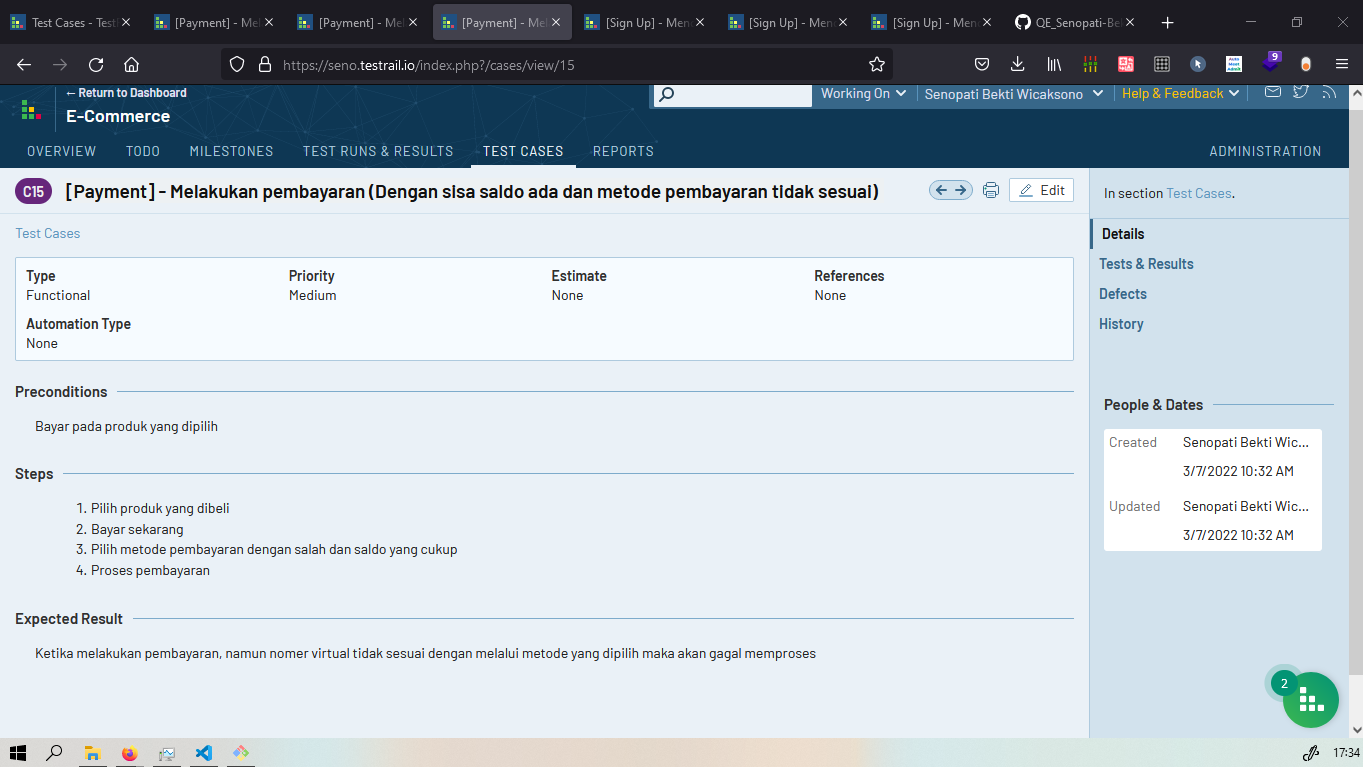 Test Cases - Test
[Payment] - Mel
[Payment] - Mel
[Payment] - Mel
[Sign Up] - Men
[Sign Up] - Men
[Sign Up] - Men
QE_Senopati-Be
https://seno.testrail.io/index.php?/cases/view/15
9
← Return to Dashboard
E-Commerce
Working On
Senopati Bekti Wicaksono
Help & Feedback
OVERVIEW
TODO
MILESTONES
TEST RUNS & RESULTS
TEST CASES
REPORTS
ADMINISTRATION
C15
[Payment] - Melakukan pembayaran (Dengan sisa saldo ada dan metode pembayaran tidak sesuai)
Edit
Test Cases
Type
Functional
Priority
Medium
Estimate
None
References
None
Automation Type
None
Preconditions
Bayar pada produk yang dipilih
Steps
1. Pilih produk yang dibeli
2. Bayar sekarang
3. Pilih metode pembayaran dengan salah dan saldo yang cukup
4. Proses pembayaran
Expected Result
Ketika melakukan pembayaran, namun nomer virtual tidak sesuai dengan melalui metode yang dipilih maka akan gagal memproses
In section Test Cases.
Details
Tests & Results
Defects
History
People & Dates
Created
Senopati Bekti Wic...
3/7/2022 10:32 AM
Updated
Senopati Bekti Wic...
3/7/2022 10:32 AM
2
17:34